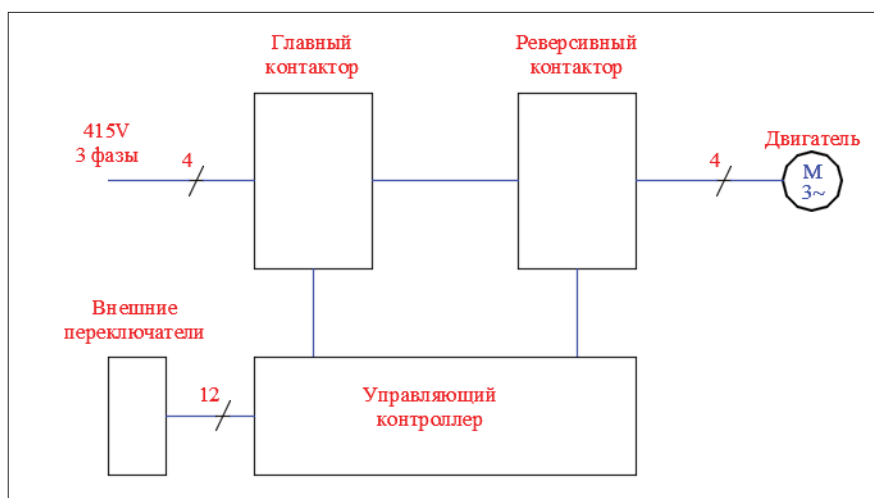 Главный
контактор
Реверсивный
контактор
415V
3 фазы
4
4
Двигатель
М
3~
Внешние
переключатели
12
Управляющий
контроллер